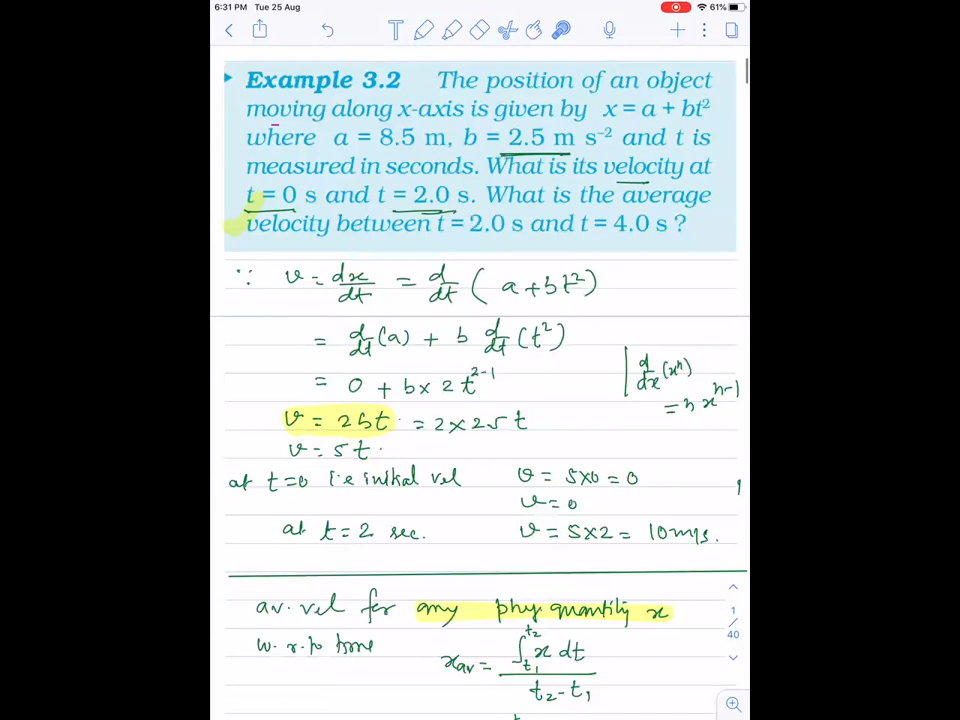 6:31 PM Tue 25 Aug 61%
Example 3.2 The position of an object
moving along x-axis is given by x = a + bt²
where a = 8.5 m, b = 2.5 m s⁻² and t is
measured in seconds. What is its velocity at
t = 0 s and t = 2.0 s. What is the average
velocity between t = 2.0 s and t = 4.0 s ?
∵ v = dx/dt = d/dt ( a + bt²)
= d/dt (a) + b d/dt (t²)
= 0 + b × 2 t²⁻¹
| d/dx (xⁿ)
= n xⁿ⁻¹
v = 2bt = 2 × 2.5 t
v = 5t.
at t=0 i.e initial vel v = 5×0 = 0
v = 0
at t = 2 sec. v = 5×2 = 10 m/s.
av. vel for any phy. quantity x
w.r.to time
x av = ∫ t₁ t₂ x dt / t₂ - t₁
1
/
40